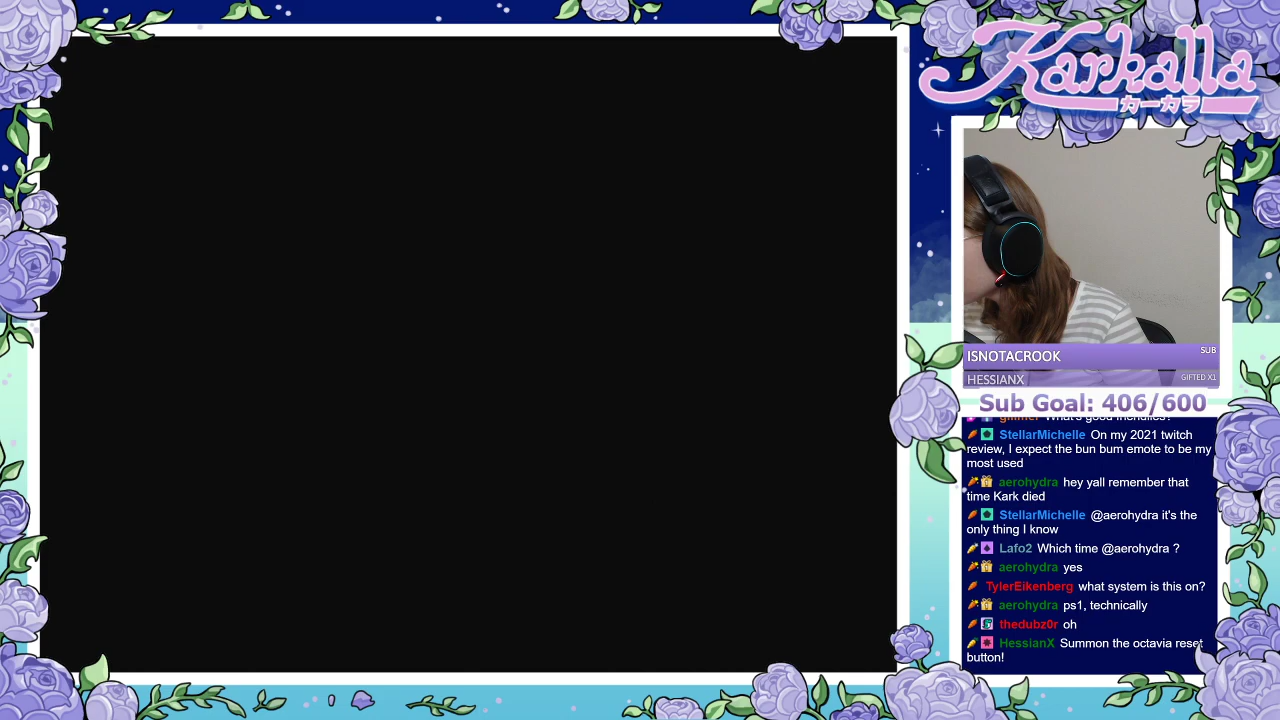 Karkalla
カーカラ
ISNOTACROOK SUB
HESSIANX GIFTED X1
Sub Goal: 406/600
What's good friendlies?
StellarMichelle On my 2021 twitch
review, I expect the bun bum emote to be my
most used
aerohydra hey yall remember that
time Kark died
StellarMichelle @aerohydra it's the
only thing I know
Lafo2 Which time @aerohydra ?
aerohydra yes
TylerEikenberg what system is this on?
aerohydra ps1, technically
thedubz0r oh
HessianX Summon the octavia reset
button!